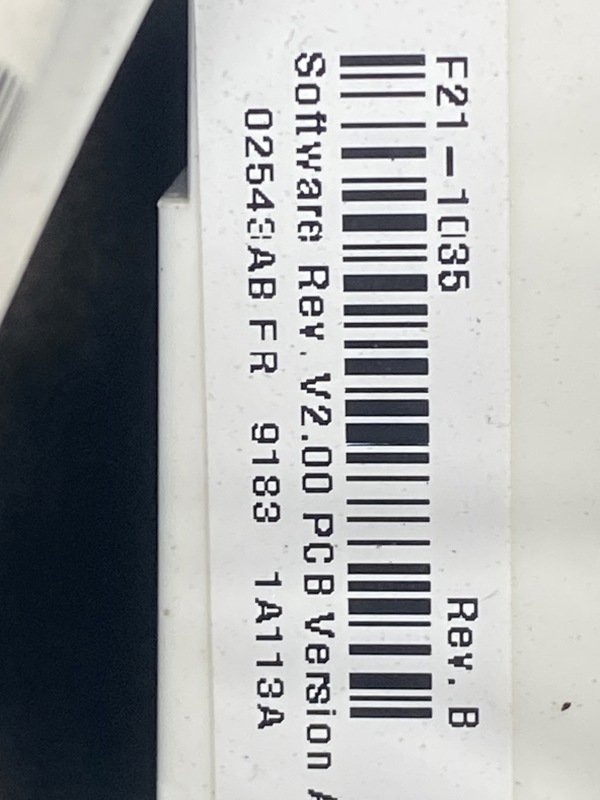 F21-1035 Rev. B
Software Rev. V2.00 PCB Version
02543AB FR 9183 1A113A